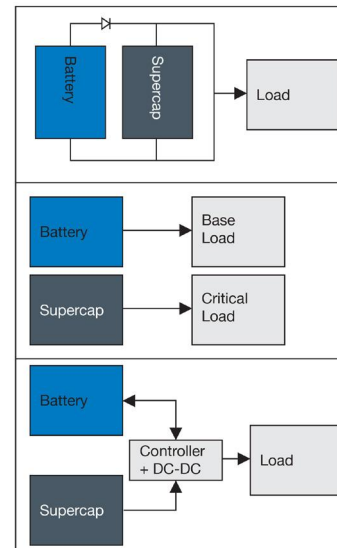 Battery
Supercap
Load
Battery
Base
Load
Supercap
Critical
Load
Battery
Controller
+ DC-DC
Load
Supercap